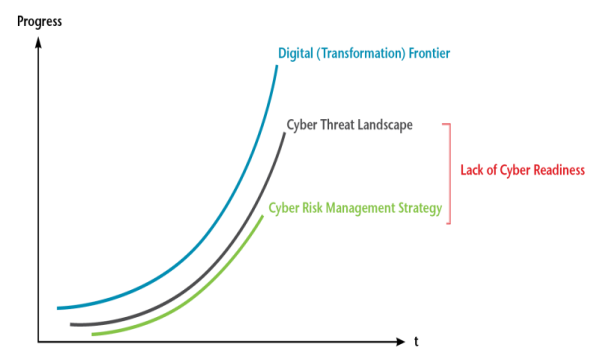 Progress
Digital (Transformation) Frontier
Cyber Threat Landscape
Lack of Cyber Readiness
Cyber Risk Management Strategy
t